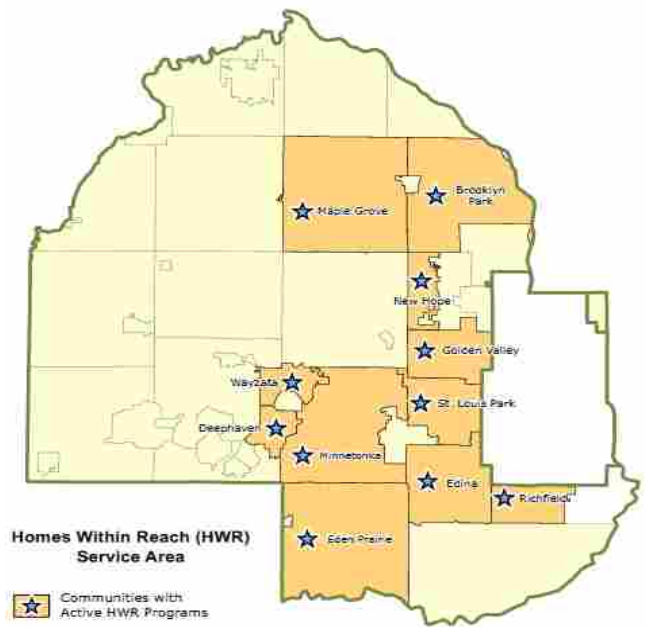 Maple Grove
Brooklyn
Park
New Hope
Golden Valley
Wayzata
St. Louis Park
Deephaven
Minnetonka
Edina
Richfield
Eden Prairie
Homes Within Reach (HWR)
Service Area
Communities with
Active HWR Programs